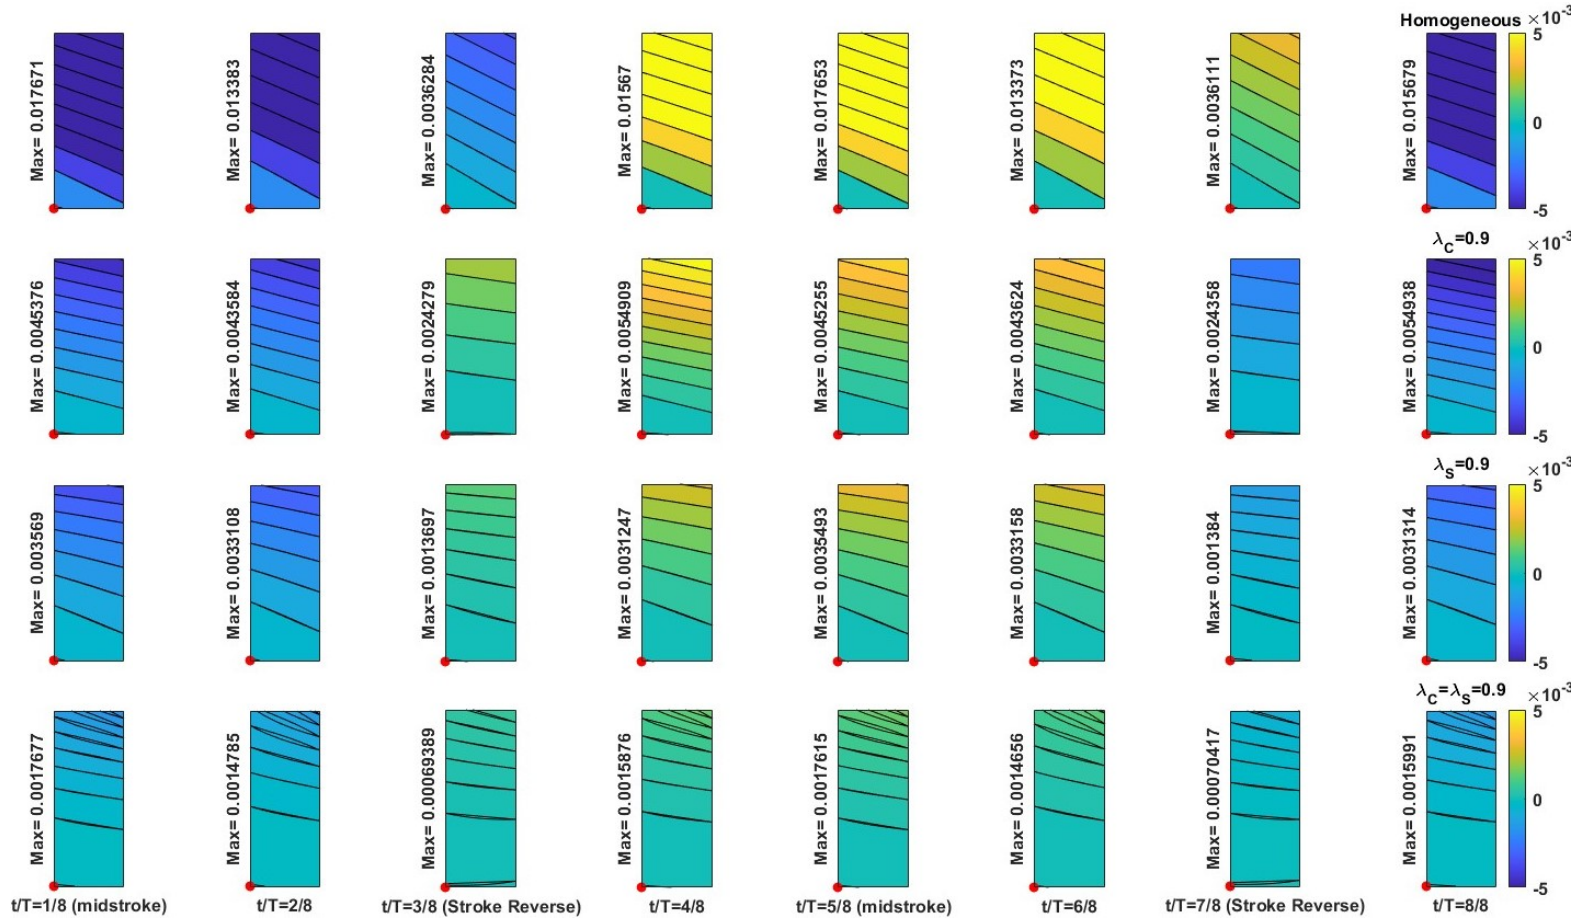 Homogeneous
×10⁻³
Max= 0.017671
Max= 0.013383
Max= 0.0036284
Max= 0.01567
Max= 0.017653
Max= 0.013373
Max= 0.0036111
Max= 0.015679
5
0
-5
λC=0.9
×10⁻³
Max= 0.0045376
Max= 0.0043584
Max= 0.0024279
Max= 0.0054909
Max= 0.0045255
Max= 0.0043624
Max= 0.0024358
Max= 0.0054938
5
0
-5
λS=0.9
×10⁻³
Max= 0.003569
Max= 0.0033108
Max= 0.0013697
Max= 0.0031247
Max= 0.0035493
Max= 0.0033158
Max= 0.001384
Max= 0.0031314
5
0
-5
λC=λS=0.9
×10⁻³
Max= 0.0017677
Max= 0.0014785
Max= 0.00069389
Max= 0.0015876
Max= 0.0017615
Max= 0.0014656
Max= 0.00070417
Max= 0.0015991
5
0
-5
t/T=1/8 (midstroke)
t/T=2/8
t/T=3/8 (Stroke Reverse)
t/T=4/8
t/T=5/8 (midstroke)
t/T=6/8
t/T=7/8 (Stroke Reverse)
t/T=8/8